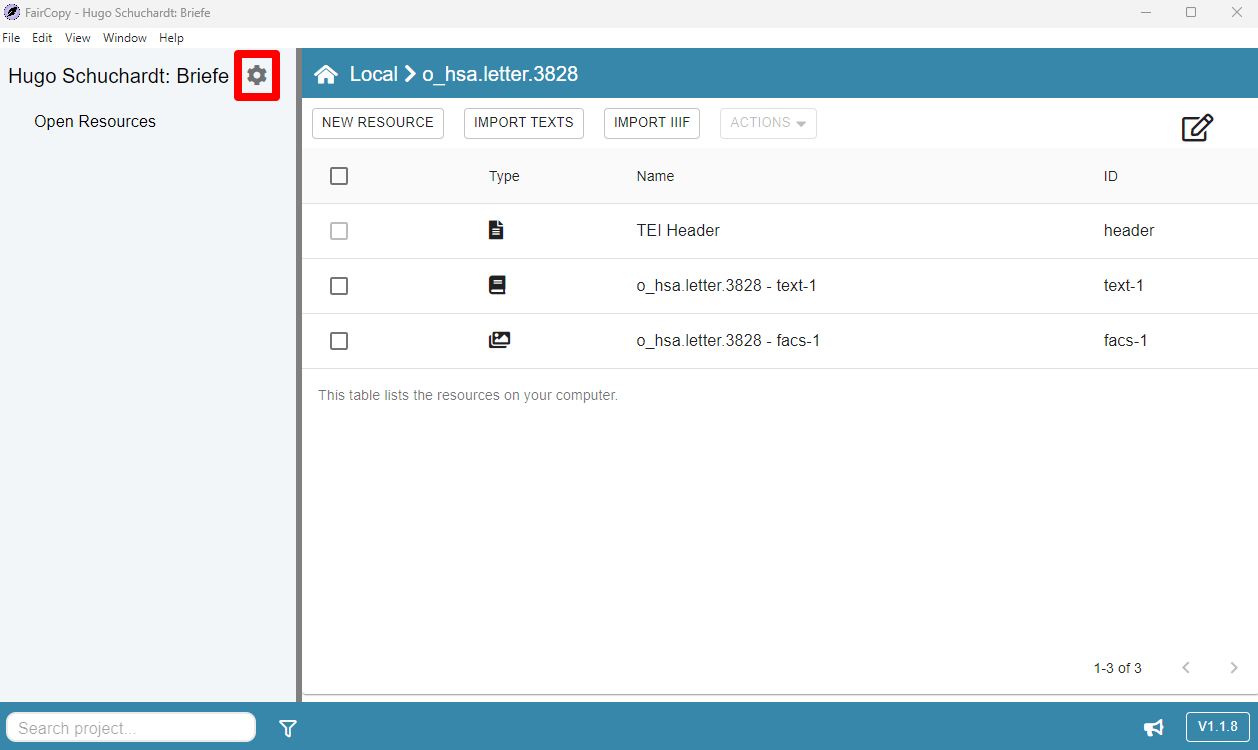 FairCopy - Hugo Schuchardt: Briefe
File Edit View Window Help
Hugo Schuchardt: Briefe
Open Resources
Local o_hsa.letter.3828
NEW RESOURCE IMPORT TEXTS IMPORT IIIF ACTIONS
Type Name ID
TEI Header header
o_hsa.letter.3828 - text-1 text-1
o_hsa.letter.3828 - facs-1 facs-1
This table lists the resources on your computer.
1-3 of 3
Search project... V1.1.8